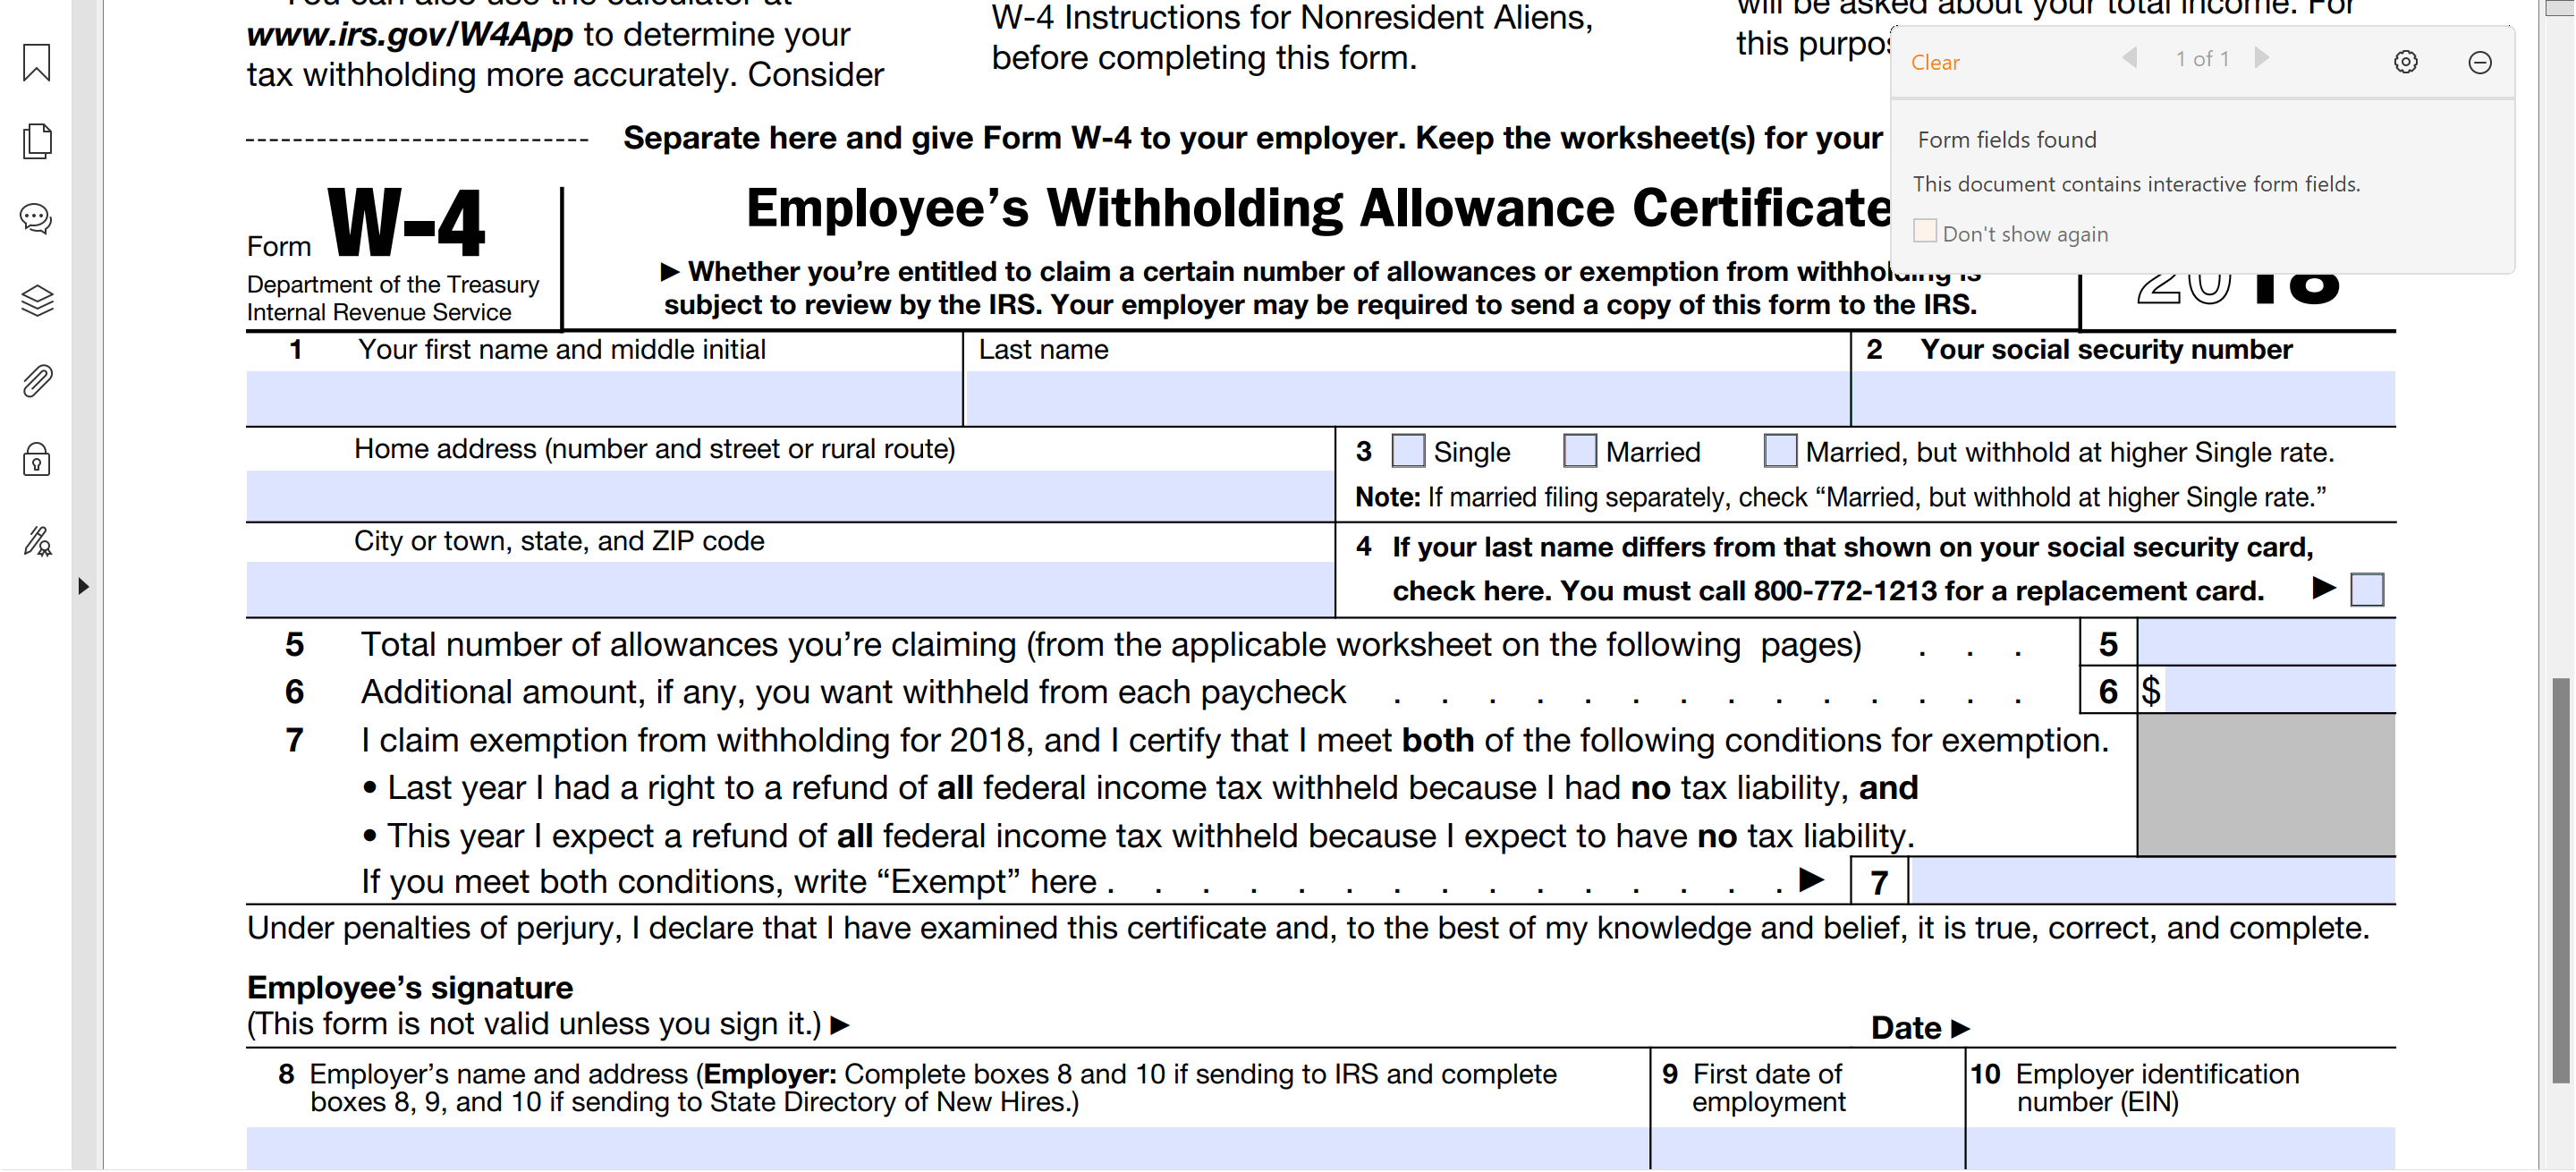 You can also use the calculator at
www.irs.gov/W4App to determine your
tax withholding more accurately. Consider
W-4 Instructions for Nonresident Aliens,
before completing this form.
will be asked about your total income. For
this
Clear
1 of 1
Form fields found
This document contains interactive form fields.
Don't show again
Separate here and give Form W-4 to your employer. Keep the worksheet(s) for your
Form W-4
Department of the Treasury
Internal Revenue Service
Employee’s Withholding Allowance Certificate
▶ Whether you’re entitled to claim a certain number of allowances or exemption from withholding is
subject to review by the IRS. Your employer may be required to send a copy of this form to the IRS.
2018
1 Your first name and middle initial
Last name
2 Your social security number
Home address (number and street or rural route)
3 Single Married Married, but withhold at higher Single rate.
Note: If married filing separately, check “Married, but withhold at higher Single rate.”
City or town, state, and ZIP code
4 If your last name differs from that shown on your social security card,
check here. You must call 800-772-1213 for a replacement card. ▶
5 Total number of allowances you’re claiming (from the applicable worksheet on the following pages) . . . 5
6 Additional amount, if any, you want withheld from each paycheck . . . . . . . . . . . . . . 6 $
7 I claim exemption from withholding for 2018, and I certify that I meet both of the following conditions for exemption.
• Last year I had a right to a refund of all federal income tax withheld because I had no tax liability, and
• This year I expect a refund of all federal income tax withheld because I expect to have no tax liability.
If you meet both conditions, write “Exempt” here . . . . . . . . . . . . . . . ▶ 7
Under penalties of perjury, I declare that I have examined this certificate and, to the best of my knowledge and belief, it is true, correct, and complete.
Employee’s signature
(This form is not valid unless you sign it.) ▶
Date ▶
8 Employer’s name and address (Employer: Complete boxes 8 and 10 if sending to IRS and complete
boxes 8, 9, and 10 if sending to State Directory of New Hires.)
9 First date of
employment
10 Employer identification
number (EIN)